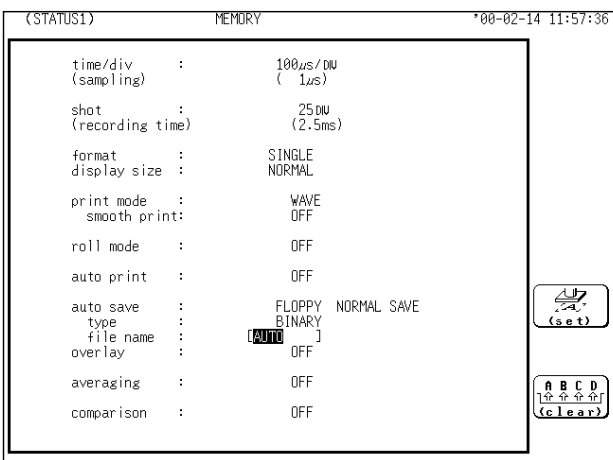 (STATUS1) MEMORY '00-02-14 11:57:36
time/div : 100μs/DIV
(sampling) ( 1μs)
shot : 25DIV
(recording time) (2.5ms)
format : SINGLE
display size : NORMAL
print mode : WAVE
smooth print: OFF
roll mode : OFF
auto print : OFF
auto save : FLOPPY NORMAL SAVE
type : BINARY
file name : [AUTO ]
overlay : OFF
averaging : OFF
comparison : OFF
(set)
A B C D
(clear)